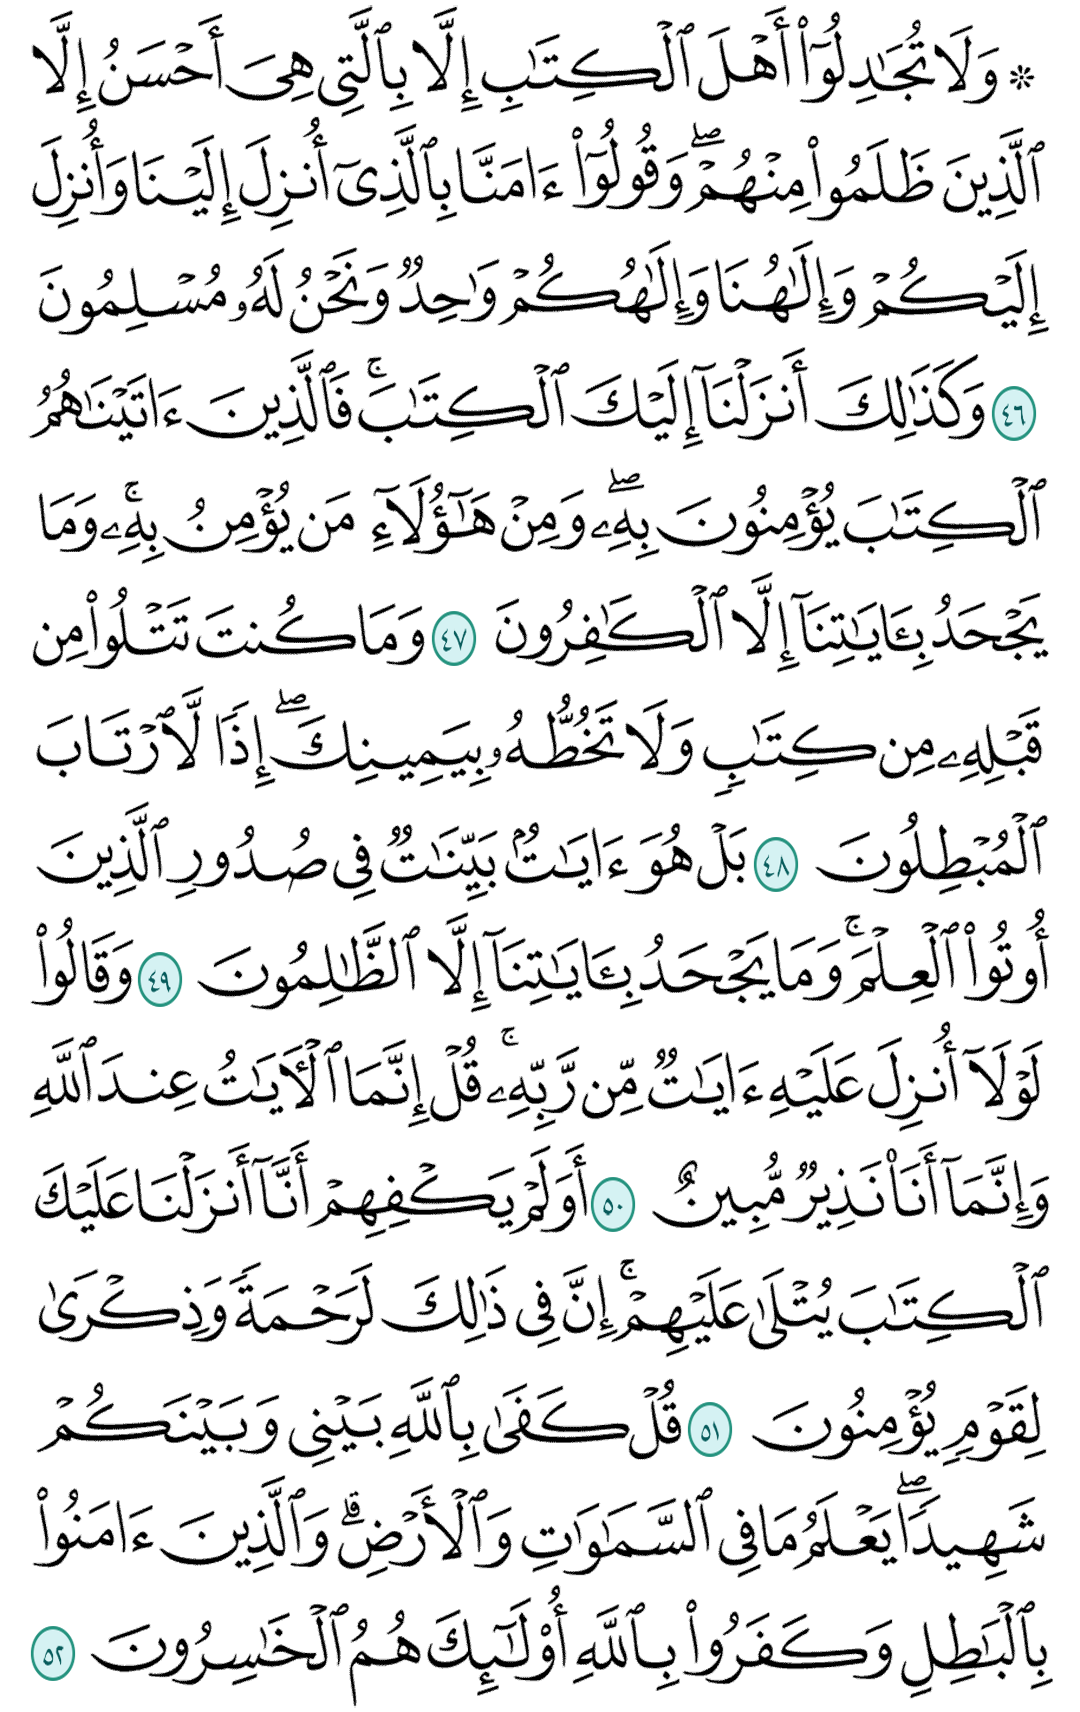 ۞ وَلَا تُجَٰدِلُوٓا۟ أَهْلَ ٱلْكِتَٰبِ إِلَّا بِٱلَّتِى هِىَ أَحْسَنُ إِلَّا
ٱلَّذِينَ ظَلَمُوا۟ مِنْهُمْ ۖ وَقُولُوٓا۟ ءَامَنَّا بِٱلَّذِىٓ أُنزِلَ إِلَيْنَا وَأُنزِلَ
إِلَيْكُمْ وَإِلَٰهُنَا وَإِلَٰهُكُمْ وَٰحِدٌ وَنَحْنُ لَهُۥ مُسْلِمُونَ
٤٦ وَكَذَٰلِكَ أَنزَلْنَآ إِلَيْكَ ٱلْكِتَٰبَ ۚ فَٱلَّذِينَ ءَاتَيْنَٰهُمُ
ٱلْكِتَٰبَ يُؤْمِنُونَ بِهِۦ ۖ وَمِنْ هَٰٓؤُلَآءِ مَن يُؤْمِنُ بِهِۦ ۚ وَمَا
يَجْحَدُ بِـَٔايَٰتِنَآ إِلَّا ٱلْكَٰفِرُونَ ٤٧ وَمَا كُنتَ تَتْلُوا۟ مِن
قَبْلِهِۦ مِن كِتَٰبٍ وَلَا تَخُطُّهُۥ بِيَمِينِكَ ۖ إِذًا لَّٱرْتَابَ
ٱلْمُبْطِلُونَ ٤٨ بَلْ هُوَ ءَايَٰتٌۢ بَيِّنَٰتٌ فِى صُدُورِ ٱلَّذِينَ
أُوتُوا۟ ٱلْعِلْمَ ۚ وَمَا يَجْحَدُ بِـَٔايَٰتِنَآ إِلَّا ٱلظَّٰلِمُونَ ٤٩ وَقَالُوا۟
لَوْلَآ أُنزِلَ عَلَيْهِ ءَايَٰتٌ مِّن رَّبِّهِۦ ۚ قُلْ إِنَّمَا ٱلْـَٔايَٰتُ عِندَ ٱللَّهِ
وَإِنَّمَآ أَنَا۠ نَذِيرٌ مُّبِينٌ ٥٠ أَوَلَمْ يَكْفِهِمْ أَنَّآ أَنزَلْنَا عَلَيْكَ
ٱلْكِتَٰبَ يُتْلَىٰ عَلَيْهِمْ ۚ إِنَّ فِى ذَٰلِكَ لَرَحْمَةً وَذِكْرَىٰ
لِقَوْمٍ يُؤْمِنُونَ ٥١ قُلْ كَفَىٰ بِٱللَّهِ بَيْنِى وَبَيْنَكُمْ
شَهِيدًا ۖ يَعْلَمُ مَا فِى ٱلسَّمَٰوَٰتِ وَٱلْأَرْضِ ۗ وَٱلَّذِينَ ءَامَنُوا۟
بِٱلْبَٰطِلِ وَكَفَرُوا۟ بِٱللَّهِ أُو۟لَٰٓئِكَ هُمُ ٱلْخَٰسِرُونَ ٥٢